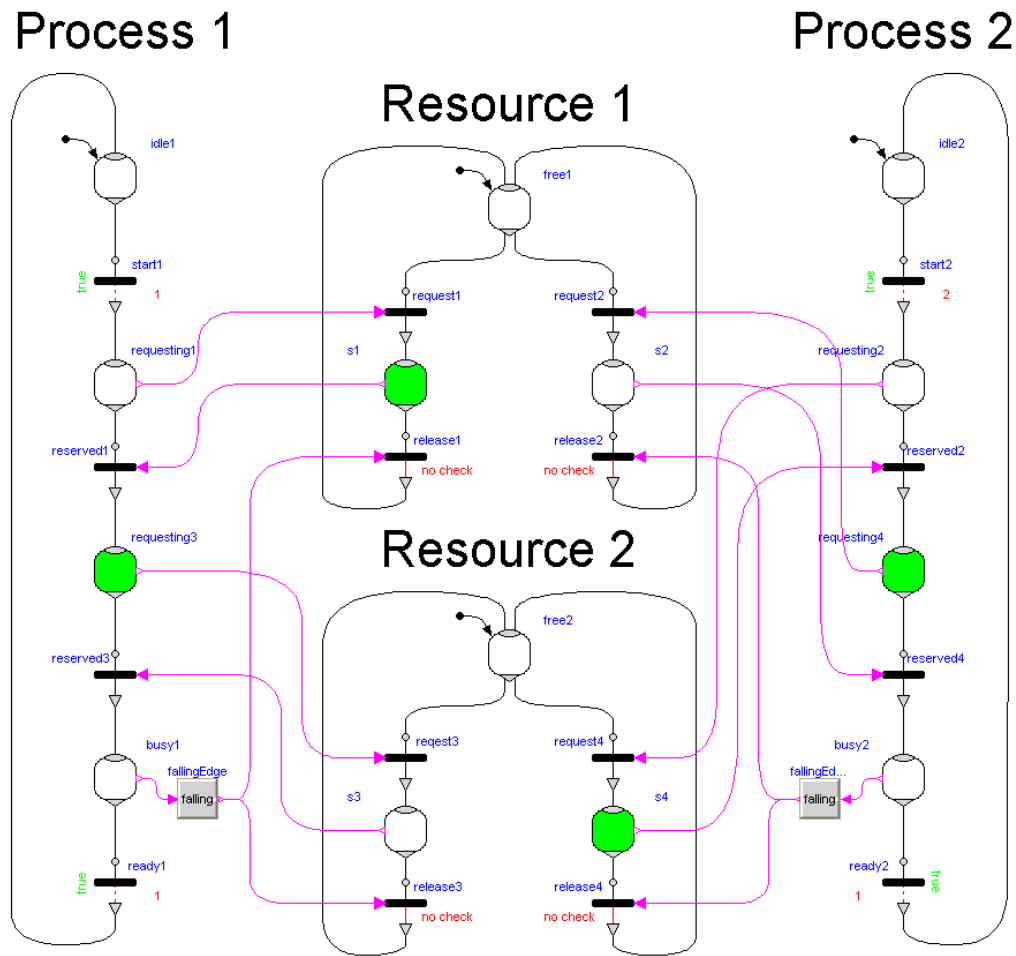 Process 1
Process 2
Resource 1
idle1
idle2
free1
start1
true
1
start2
true
2
request1
request2
requesting1
s1
s2
requesting2
reserved1
release1
no check
release2
no check
reserved2
requesting3
Resource 2
requesting4
free2
reserved3
reserved4
busy1
reqest3
request4
busy2
fallingEdge
falling
s3
s4
fallingEd...
falling
ready1
true
1
release3
no check
release4
no check
ready2
true
1